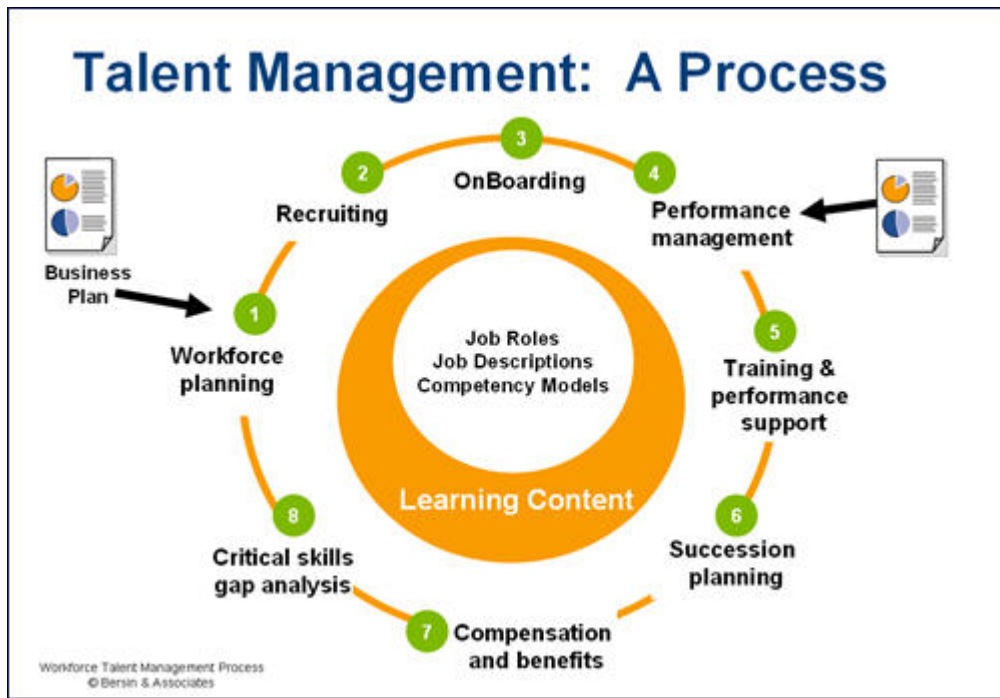 Talent Management: A Process
3
OnBoarding
2
Recruiting
4
Performance
management
Business
Plan
1
Workforce
planning
Job Roles
Job Descriptions
Competency Models
5
Training &
performance
support
Learning Content
8
Critical skills
gap analysis
6
Succession
planning
7
Compensation
and benefits
Workforce Talent Management Process
© Bersin & Associates